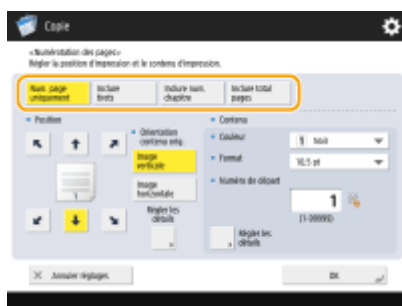 Copie
<Numérotation des pages>
Régler la position d'impression et le contenu d'impression.
Num. page
uniquement
Inclure
tirets
Inclure num.
chapitre
Inclure total
pages
Position
Orientation
contenu orig.
Image
verticale
Image
horizontale
Régler les
détails
Contenu
Couleur
1 Noir
Format
10.5 pt
Numéro de départ
1
(1-99999)
Régler les
détails
Annuler réglages
OK